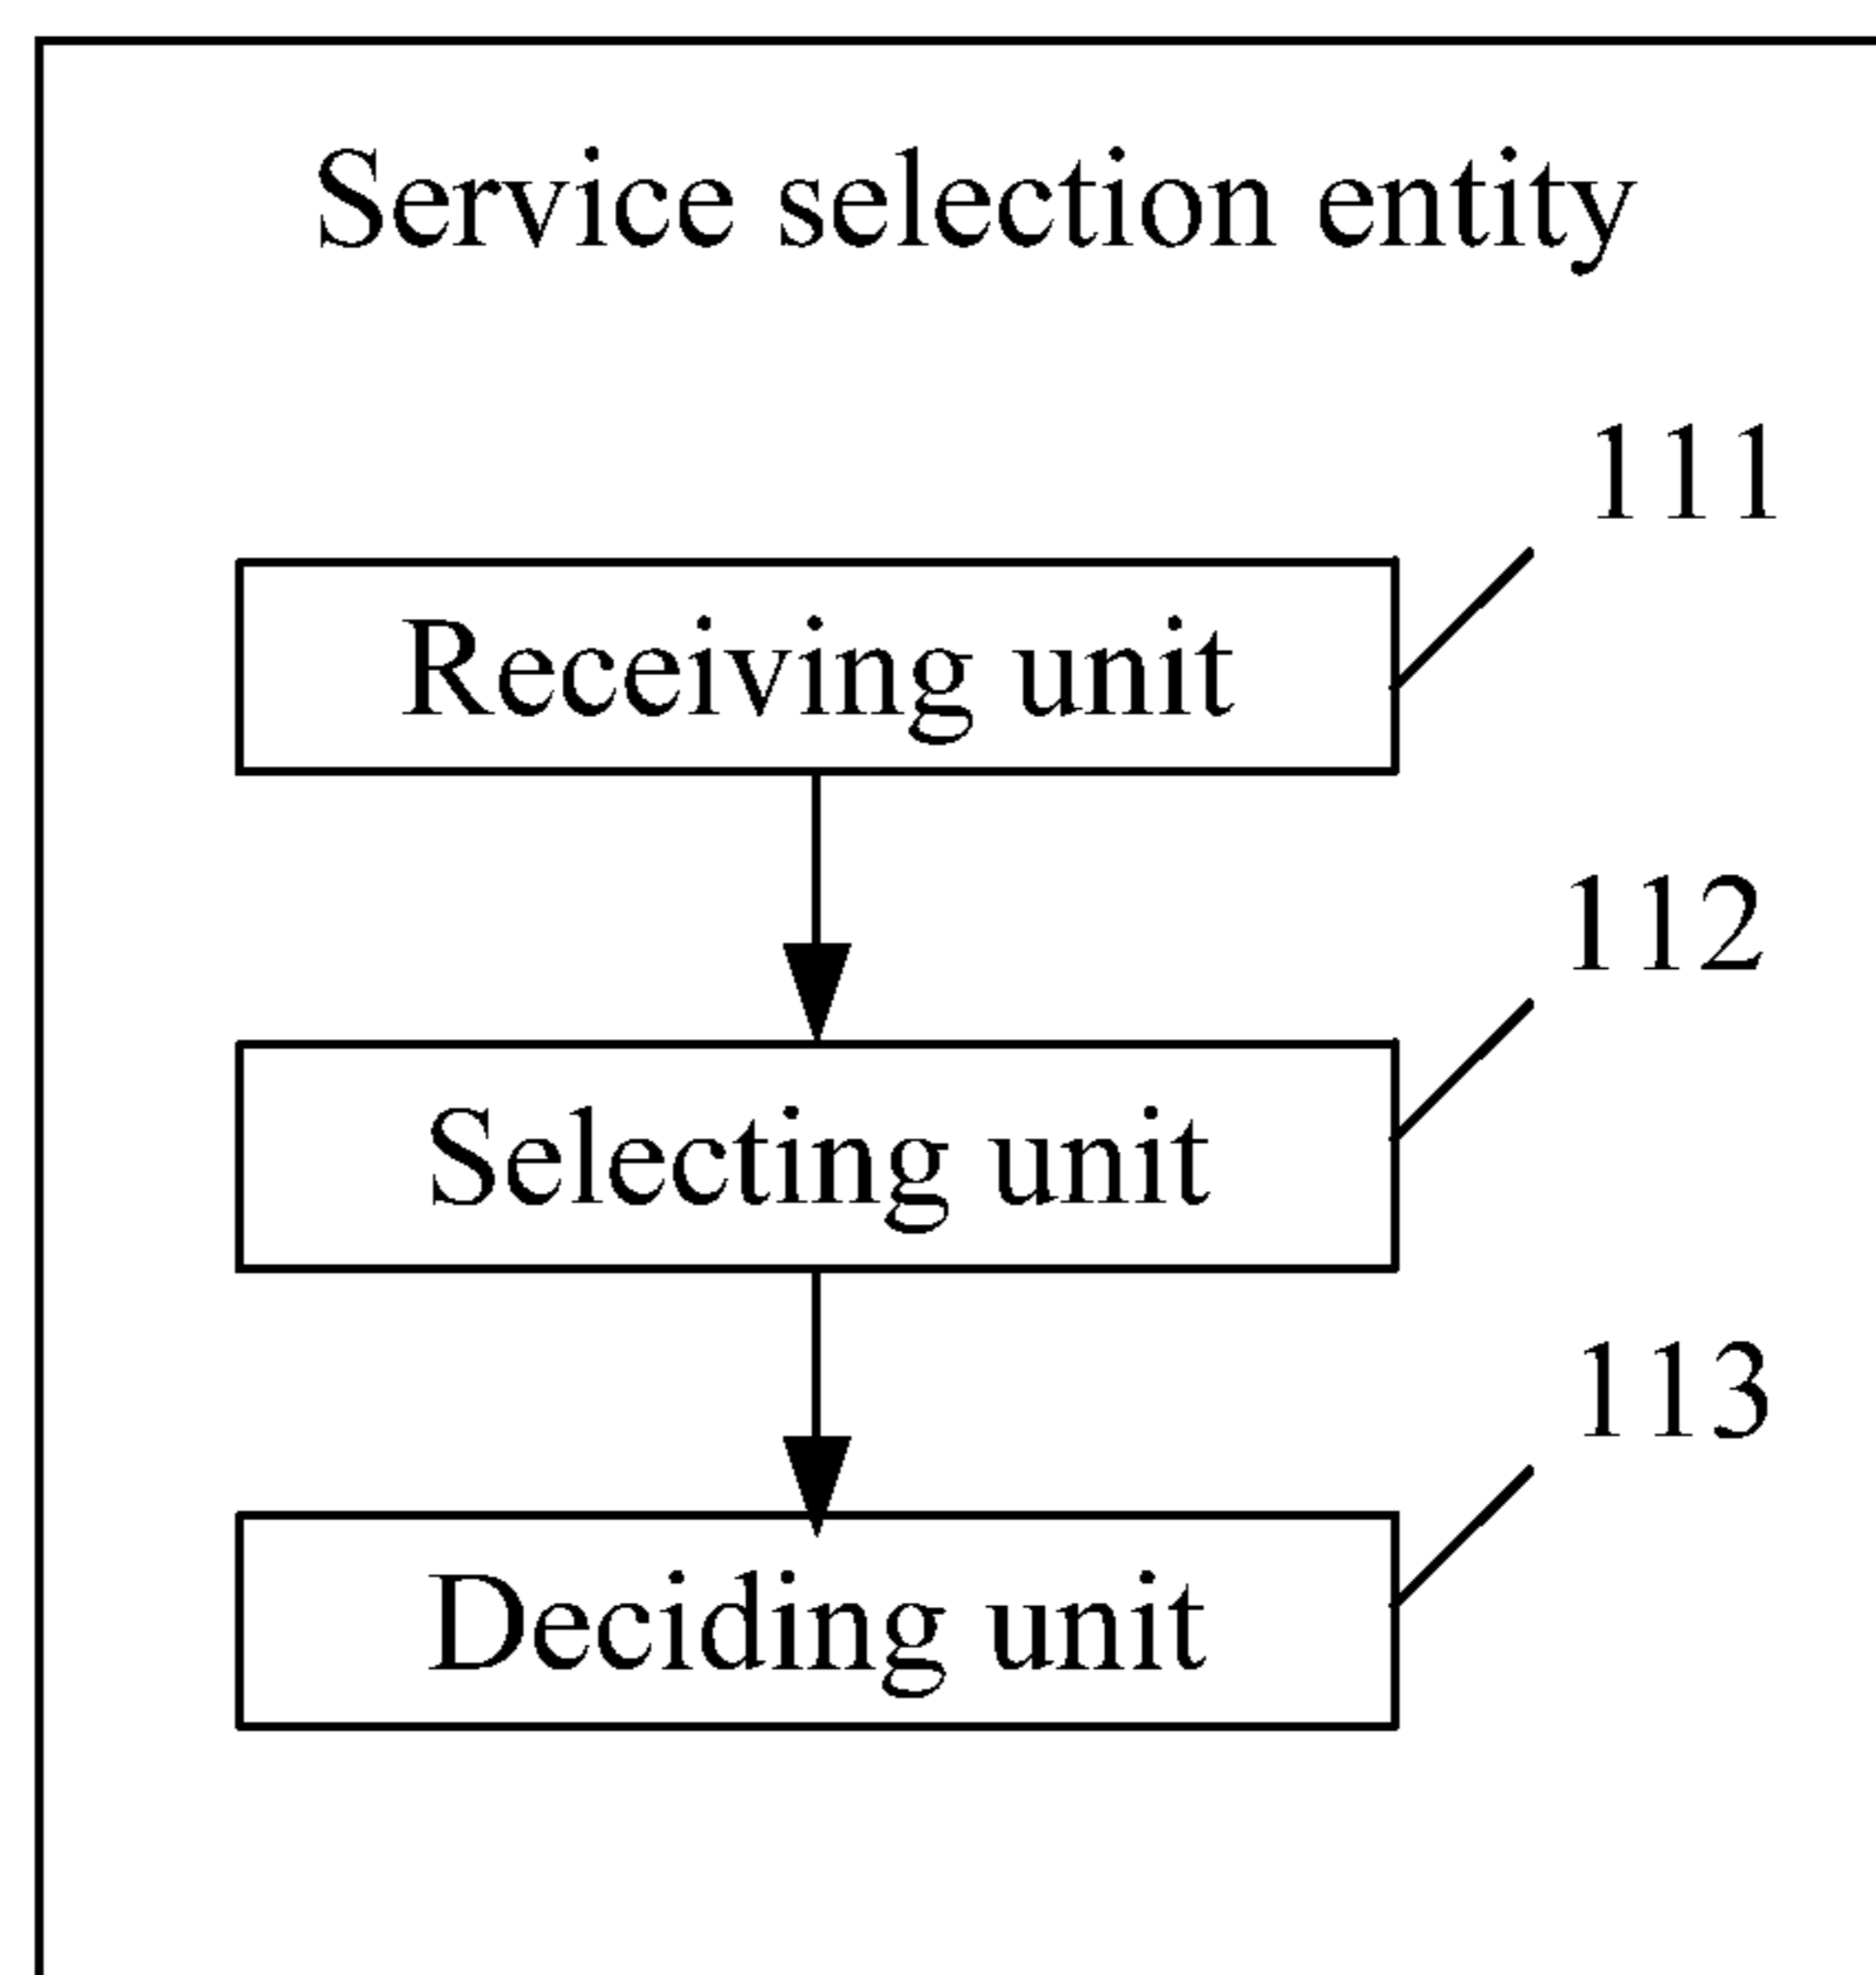 Service selection entity
111
Receiving unit
112
Selecting unit
113
Deciding unit